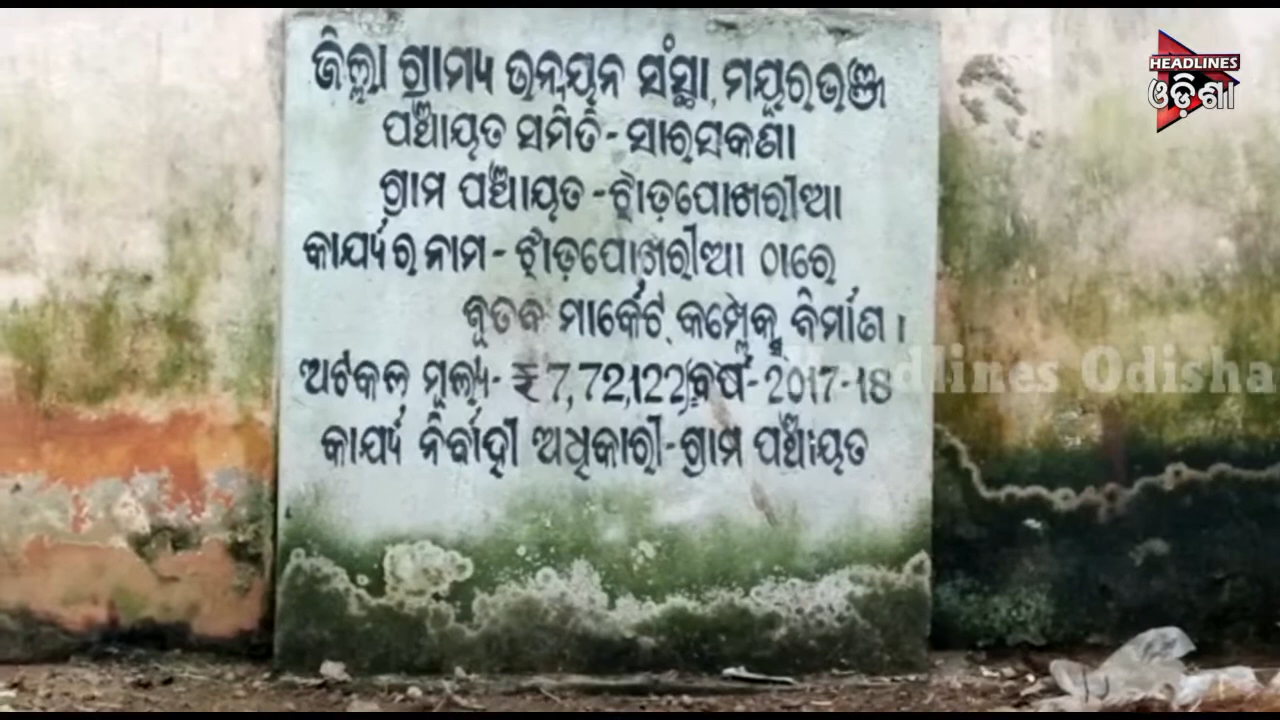 HEADLINES
ଓଡ଼ିଶା
ଜିଲ୍ଲା ଗ୍ରାମ୍ୟ ଉନ୍ନୟନ ସଂସ୍ଥା, ମୟୂରଭଞ୍ଜ
ପଞ୍ଚାୟତ ସମିତି - ସାରସକଣା
ଗ୍ରାମ ପଞ୍ଚାୟତ - ଝାଁଡ଼ପୋଖରୀଆ
କାର୍ଯ୍ୟର ନାମ - ଝାଁଡ଼ପୋଖରୀଆ ଠାରେ
ନୂତନ ମାର୍କେଟ୍ କମ୍ପ୍ଲେକ୍ସ ନିର୍ମାଣ ।
ଅଟକଳ ମୂଲ୍ୟ - ₹ 7,72,122/ ବର୍ଷ - 2017-18
କାର୍ଯ୍ୟ ନିର୍ବାହୀ ଅଧିକାରୀ - ଗ୍ରାମ ପଞ୍ଚାୟତ
Headlines Odisha